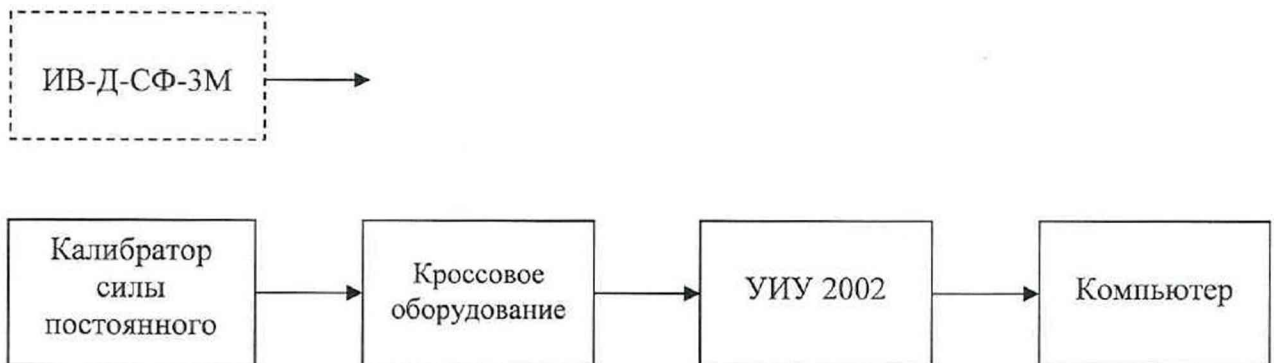 ИВ-Д-СФ-3М
Калибратор
силы
постоянного
Кроссовое
оборудование
УИУ 2002
Компьютер